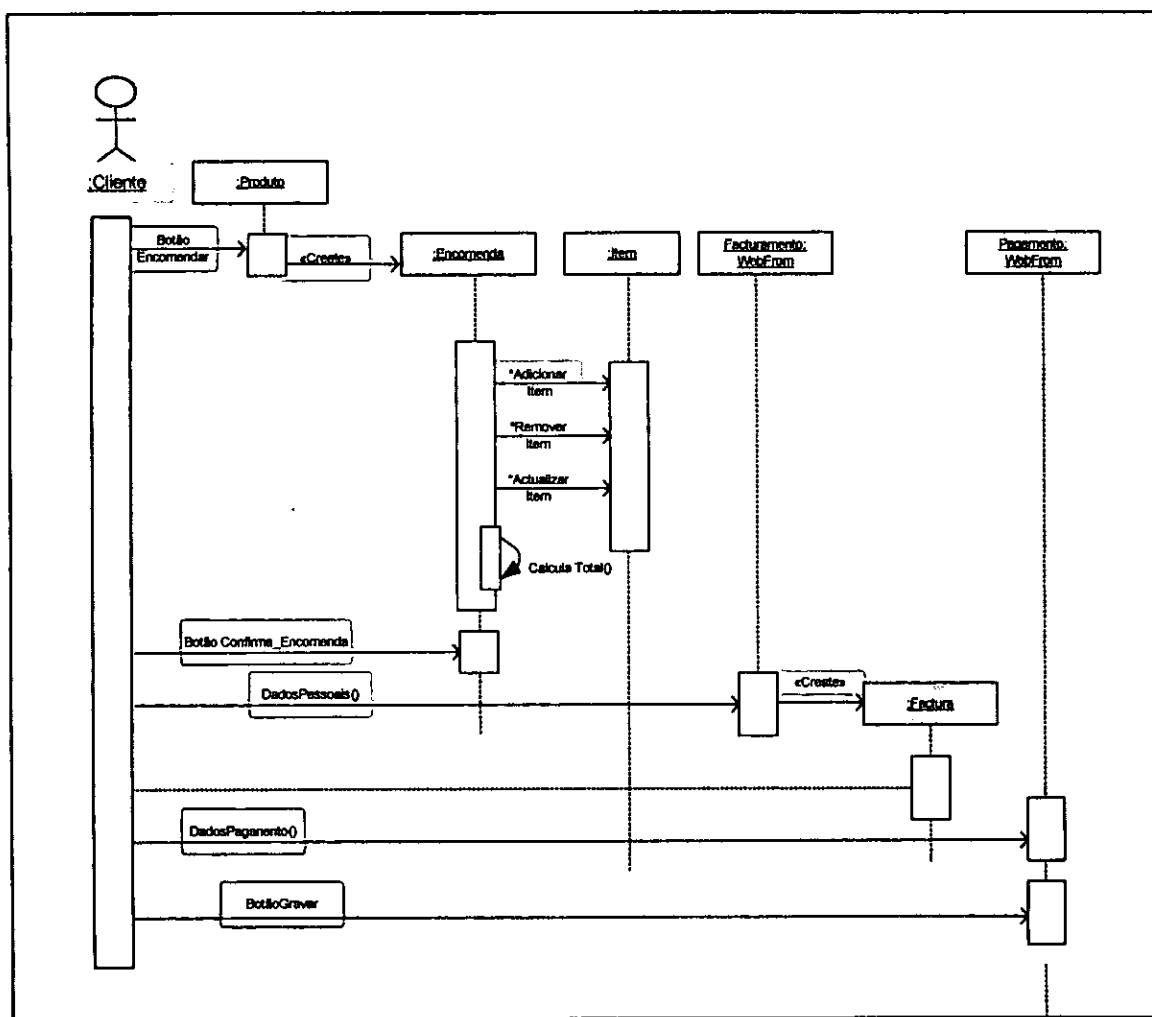 :Cliente
:Produto
Botão
Encomendar
«Create»
:Encomenda
:Item
Facturamento:
WebFrom
Pagamento:
WebFrom
*Adicionar
Item
*Remover
Item
*Actualizar
Item
Calcula Total()
Botão Confirma_Encomenda
DadosPessoais()
«Create»
:Factura
DadosPaganento()
BotãoGravar